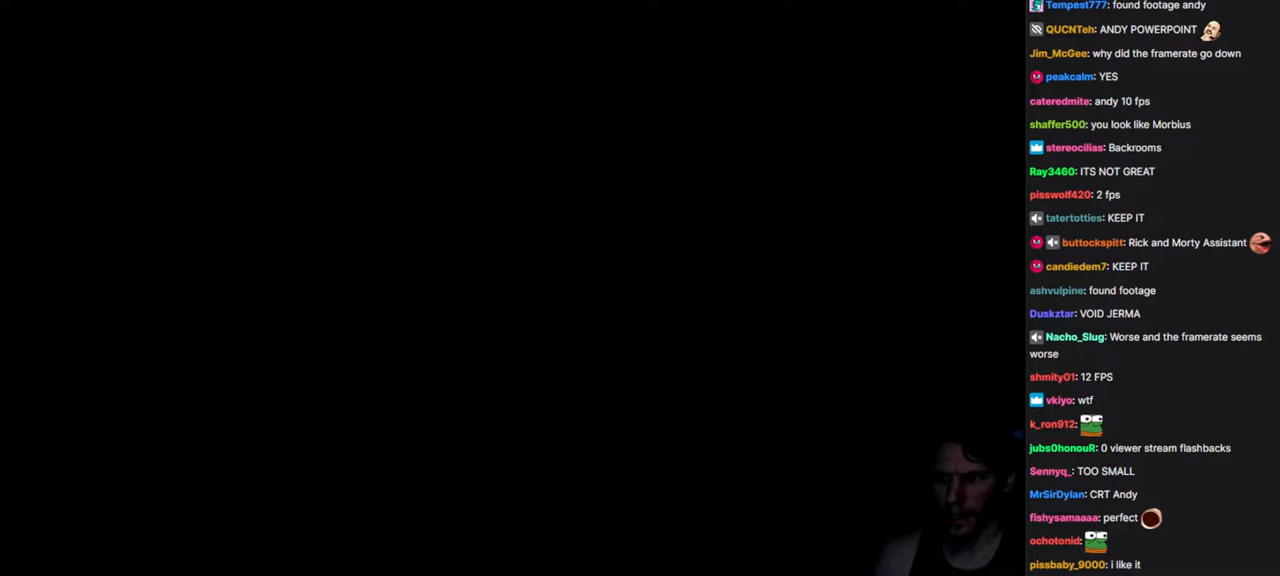 Tempest777: found footage andy
QUCNTeh: ANDY POWERPOINT
Jim_McGee: why did the framerate go down
peakcalm: YES
cateredmite: andy 10 fps
shaffer500: you look like Morbius
stereocilias: Backrooms
Ray3460: ITS NOT GREAT
pisswolf420: 2 fps
tatertotties: KEEP IT
buttockspitt: Rick and Morty Assistant
candiedem7: KEEP IT
ashvulpine: found footage
Duskztar: VOID JERMA
Nacho_Slug: Worse and the framerate seems
worse
shmity01: 12 FPS
vkiyo: wtf
k_ron912:
jubs0honouR: 0 viewer stream flashbacks
Sennyq_: TOO SMALL
MrSirDylan: CRT Andy
fishysamaaaa: perfect
ochotonid:
pissbaby_9000: i like it